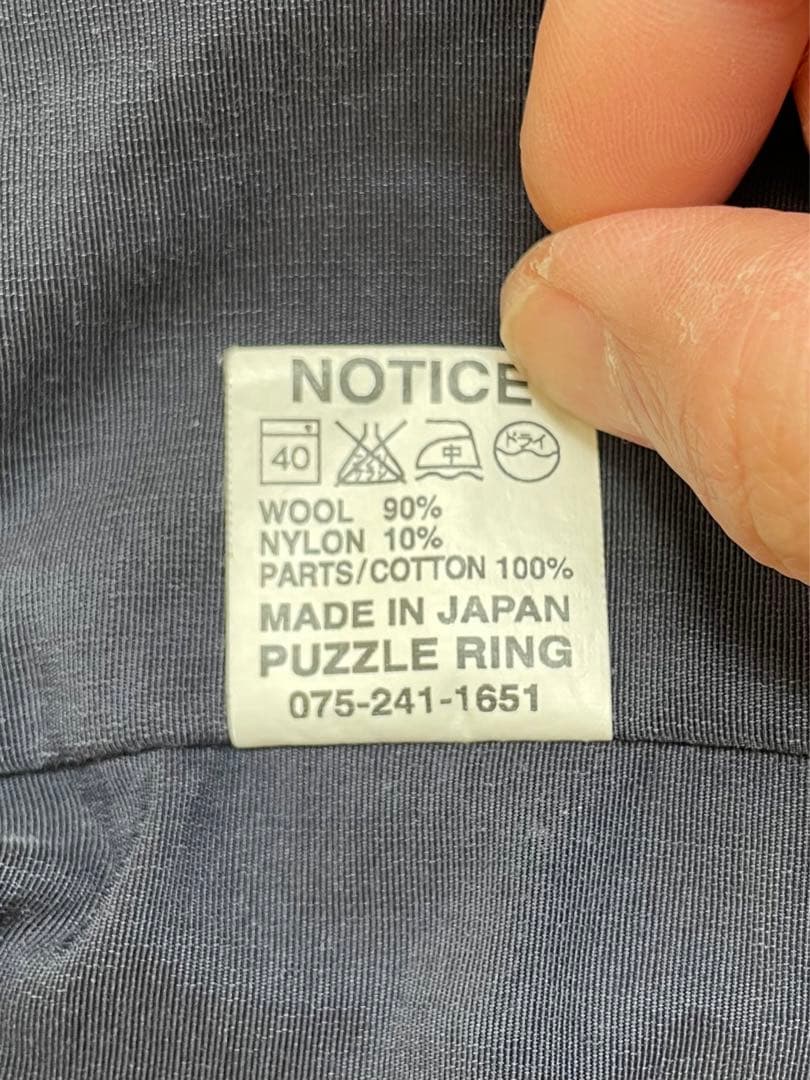 NOTICE
40 中 ドライ
WOOL 90%
NYLON 10%
PARTS/COTTON 100%
MADE IN JAPAN
PUZZLE RING
075-241-1651